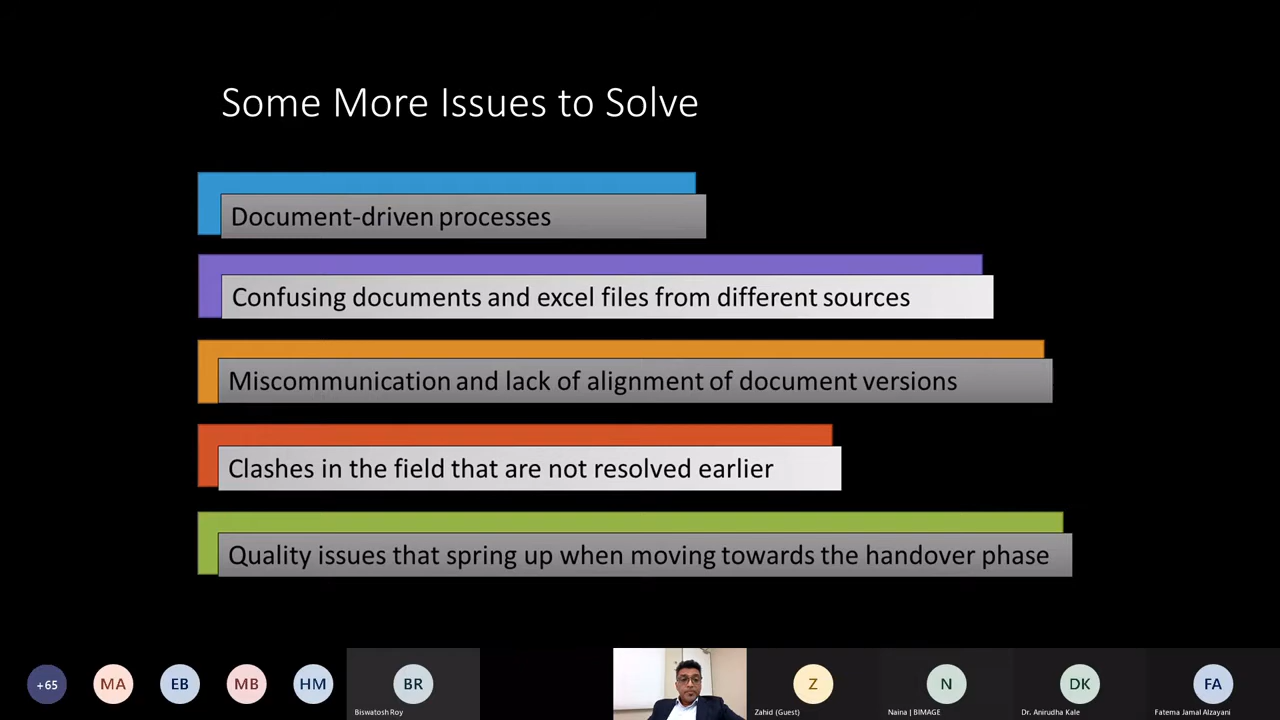 Some More Issues to Solve
Document-driven processes
Confusing documents and excel files from different sources
Miscommunication and lack of alignment of document versions
Clashes in the field that are not resolved earlier
Quality issues that spring up when moving towards the handover phase
+65
MA
EB
MB
HM
BR
Z
N
DK
FA
Biswatosh Roy
Zahid (Guest)
Naina | BIMAGE
Dr. Anirudha Kale
Fatema Jamal Alzayani